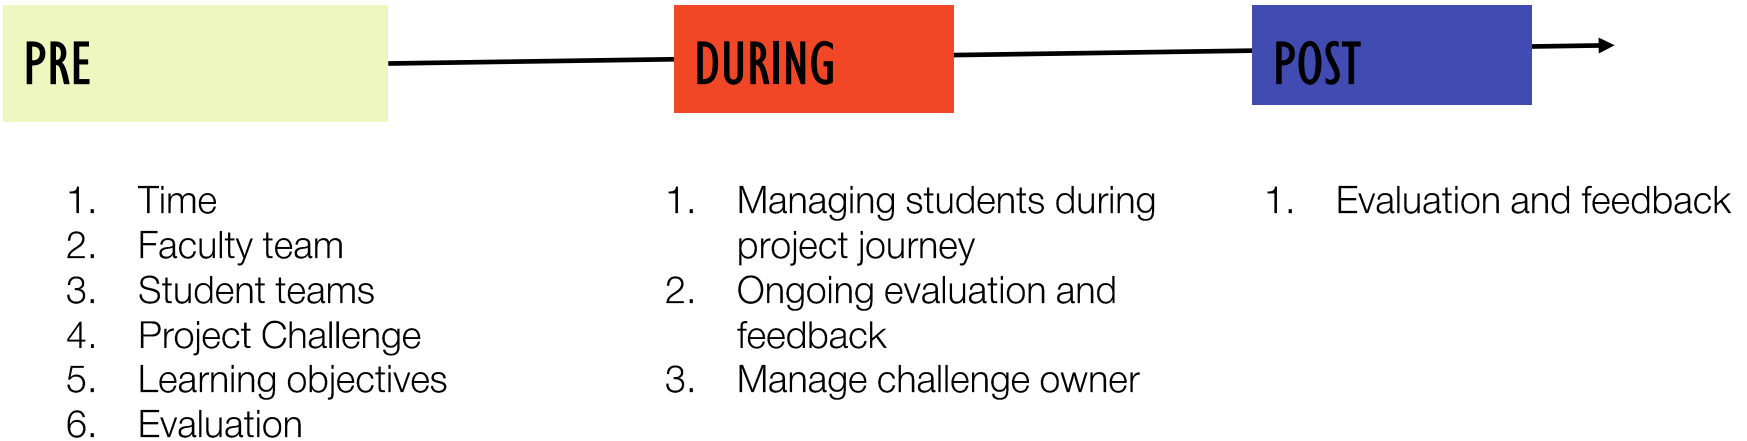 PRE
DURING
POST
1. Time
2. Faculty team
3. Student teams
4. Project Challenge
5. Learning objectives
6. Evaluation
1. Managing students during
project journey
2. Ongoing evaluation and
feedback
3. Manage challenge owner
1. Evaluation and feedback